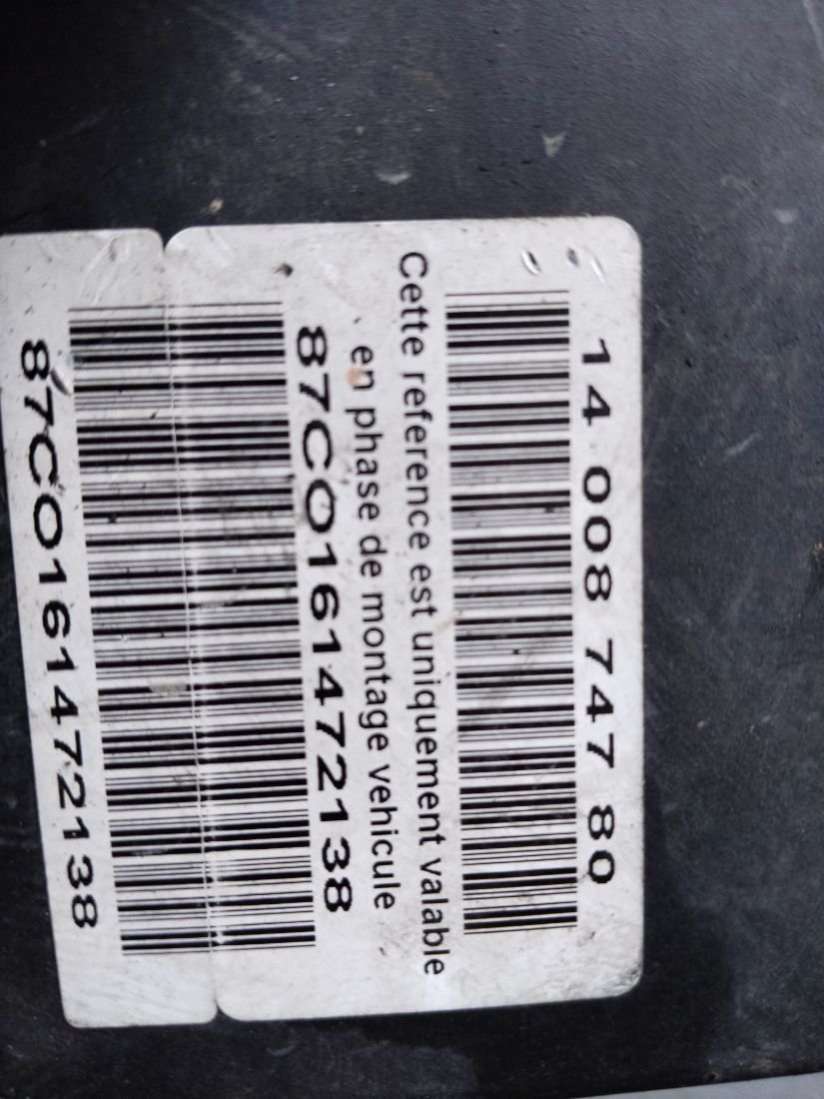 14 008 747 80
Cette reference est uniquement valable
en phase de montage vehicule
87C0161472138
87C0161472138